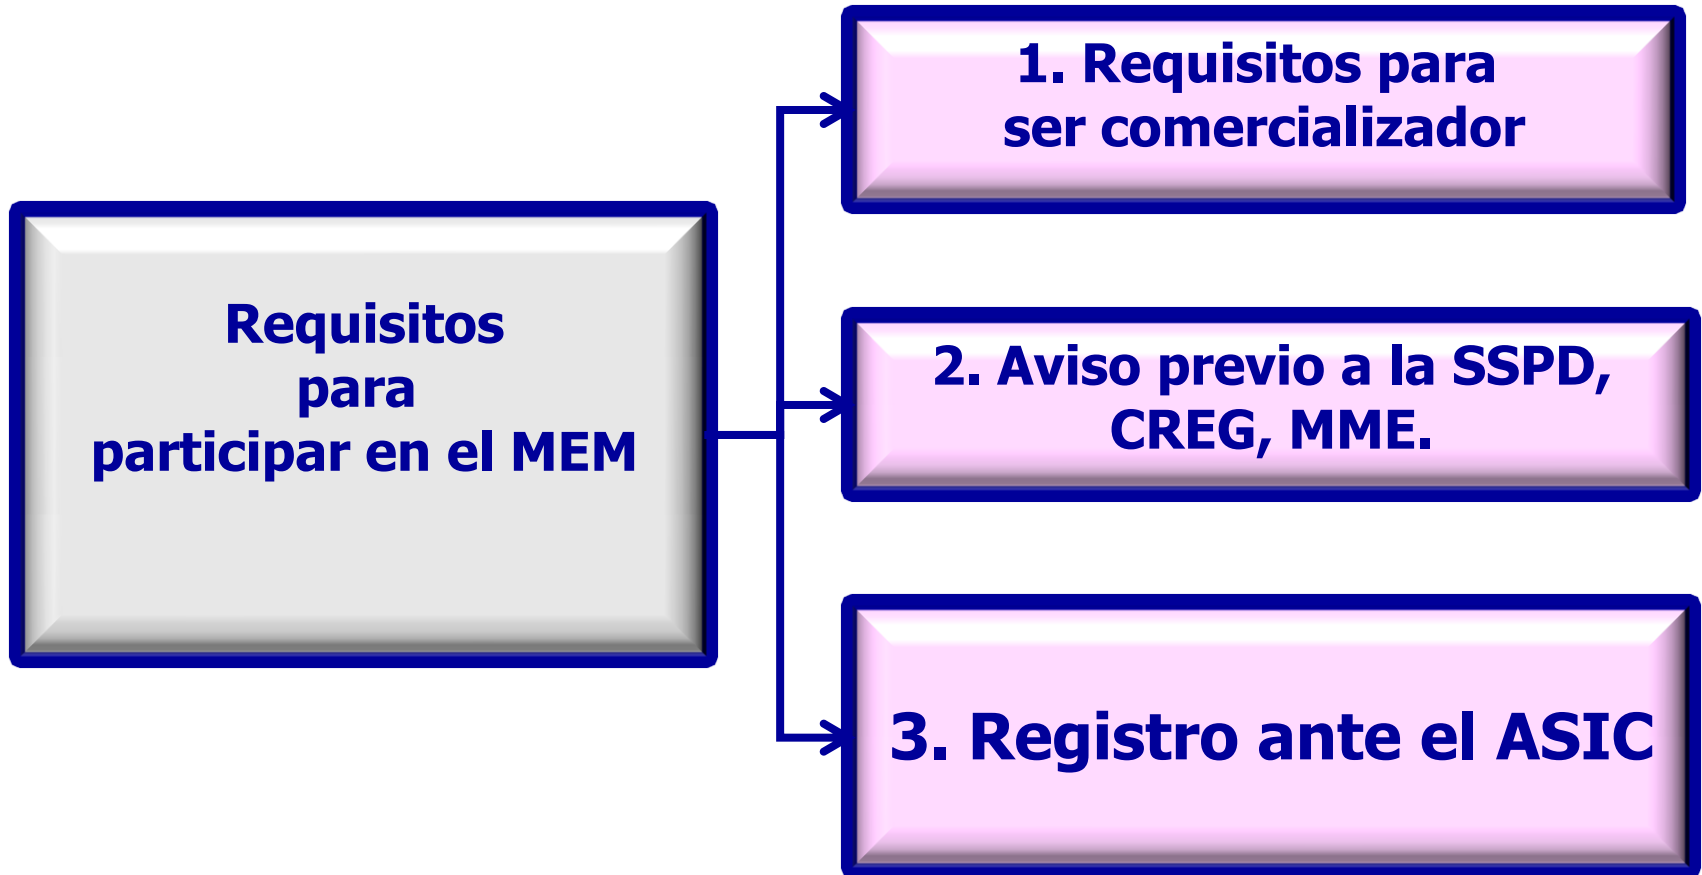 Requisitos
para
participar en el MEM
1. Requisitos para
ser comercializador
2. Aviso previo a la SSPD,
CREG, MME.
3. Registro ante el ASIC